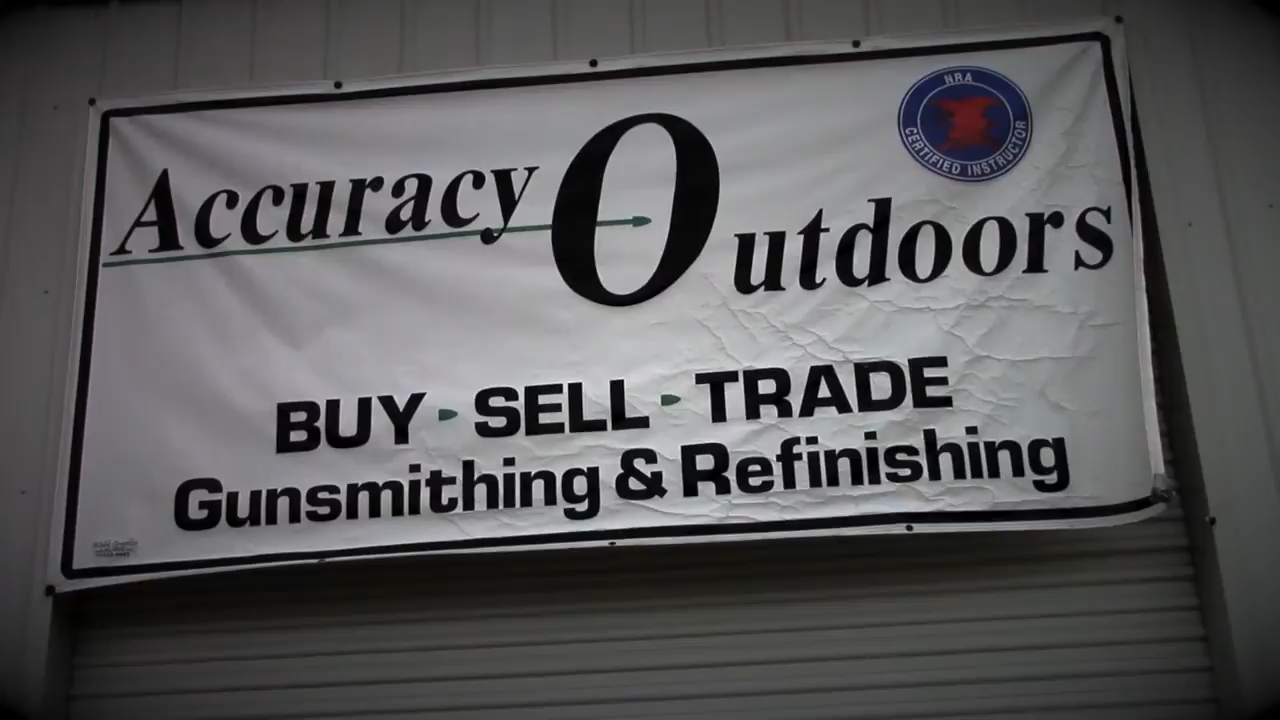 NRA
CERTIFIED INSTRUCTOR
Accuracy Outdoors
BUY · SELL · TRADE
Gunsmithing & Refinishing